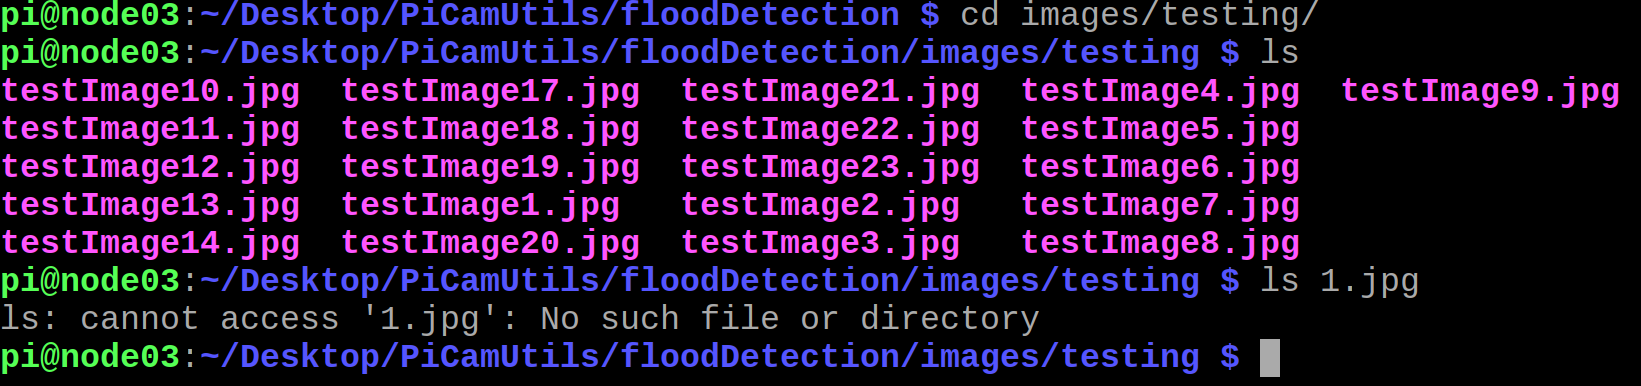 pi@node03:~/Desktop/PiCamUtils/floodDetection $ cd images/testing/
pi@node03:~/Desktop/PiCamUtils/floodDetection/images/testing $ ls
testImage10.jpg  testImage17.jpg  testImage21.jpg  testImage4.jpg  testImage9.jpg
testImage11.jpg  testImage18.jpg  testImage22.jpg  testImage5.jpg
testImage12.jpg  testImage19.jpg  testImage23.jpg  testImage6.jpg
testImage13.jpg  testImage1.jpg   testImage2.jpg   testImage7.jpg
testImage14.jpg  testImage20.jpg  testImage3.jpg   testImage8.jpg
pi@node03:~/Desktop/PiCamUtils/floodDetection/images/testing $ ls 1.jpg
ls: cannot access '1.jpg': No such file or directory
pi@node03:~/Desktop/PiCamUtils/floodDetection/images/testing $